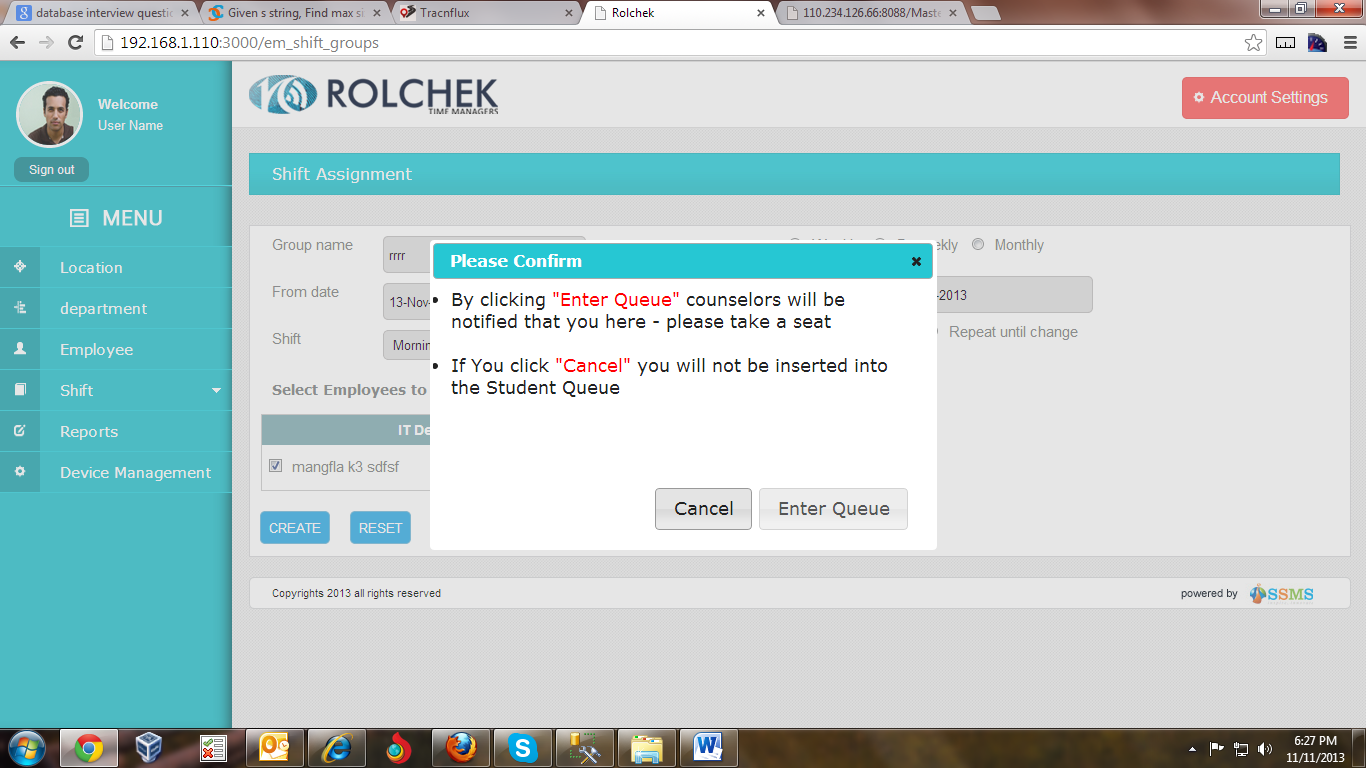 database interview questic
Given s string, Find max si
Tracnflux
Rolchek
110.234.126.66:8088/Maste
192.168.1.110:3000/em_shift_groups
Welcome
User Name
Sign out
MENU
Location
department
Employee
Shift
Reports
Device Management
ROLCHEK
TIME MANAGERS
Account Settings
Shift Assignment
Group name
rrrr
Monthly
From date
13-Nov-
-2013
Shift
Mornin
Repeat until change
Select Employees to
IT De
mangfla k3 sdfsf
CREATE
RESET
Please Confirm
By clicking "Enter Queue" counselors will be
notified that you here - please take a seat
If You click "Cancel" you will not be inserted into
the Student Queue
Cancel
Enter Queue
Copyrights 2013 all rights reserved
powered by
SSMS
6:27 PM
11/11/2013